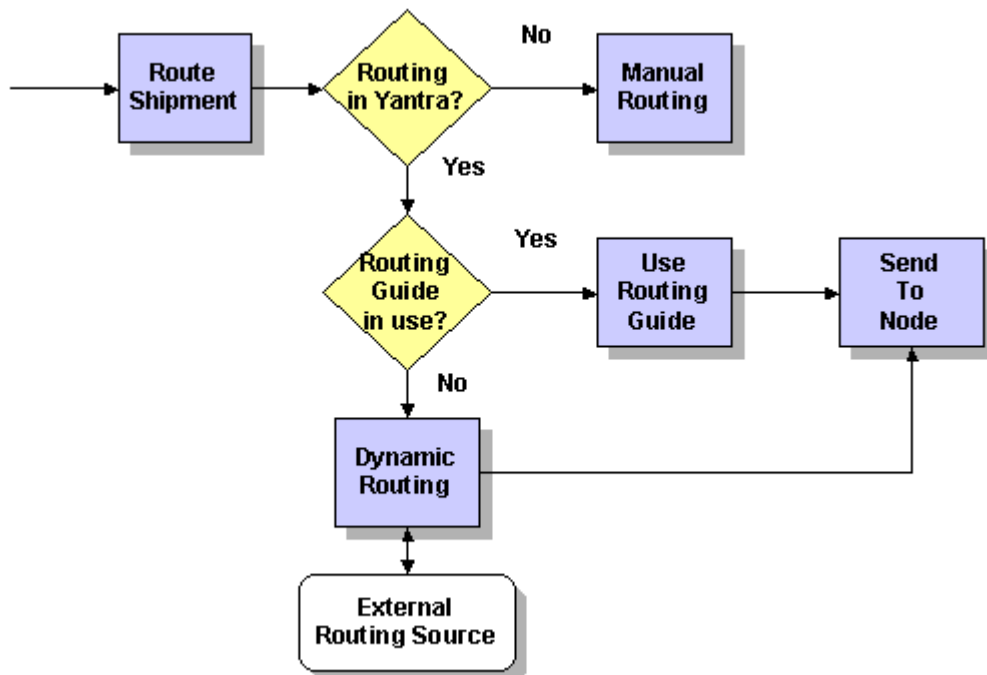 Route
Shipment
Routing
in Yantra?
No
Manual
Routing
Yes
Routing
Guide
in use?
Yes
Use
Routing
Guide
Send
To
Node
No
Dynamic
Routing
External
Routing Source